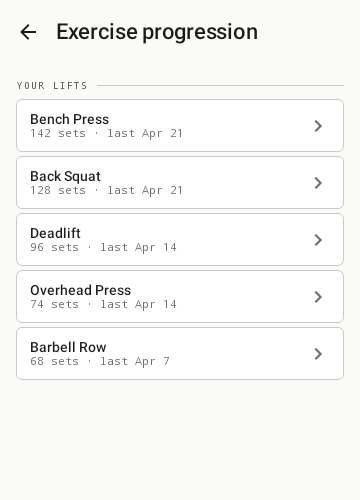 Exercise progression
YOUR LIFTS
Bench Press
142 sets · last Apr 21
Back Squat
128 sets · last Apr 21
Deadlift
96 sets · last Apr 14
Overhead Press
74 sets · last Apr 14
Barbell Row
68 sets · last Apr 7